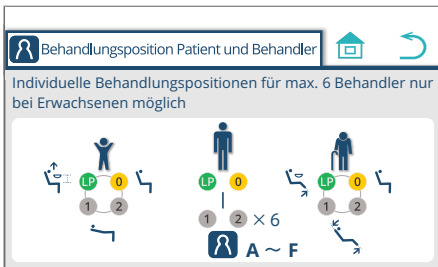 Behandlungsposition Patient und Behandler
Individuelle Behandlungspositionen für max. 6 Behandler nur
bei Erwachsenen möglich
LP 0 LP 0 LP 0
1 2 1 2 × 6 1 2
A ~ F